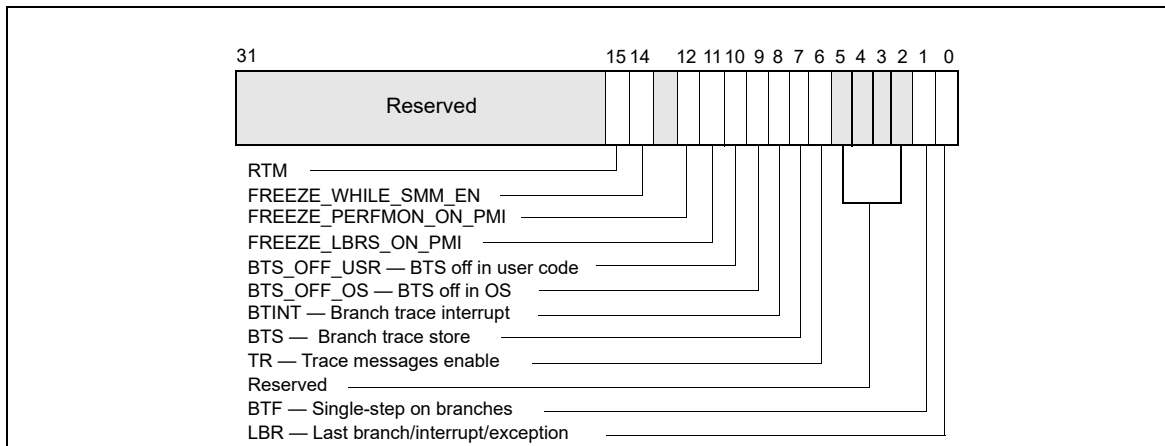 31 15 14 12 11 10 9 8 7 6 5 4 3 2 1 0
Reserved
RTM
FREEZE_WHILE_SMM_EN
FREEZE_PERFMON_ON_PMI
FREEZE_LBRS_ON_PMI
BTS_OFF_USR — BTS off in user code
BTS_OFF_OS — BTS off in OS
BTINT — Branch trace interrupt
BTS — Branch trace store
TR — Trace messages enable
Reserved
BTF — Single-step on branches
LBR — Last branch/interrupt/exception